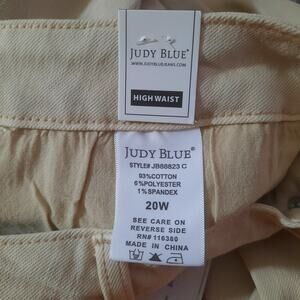 JUDY BLUE®
WWW.JUDYBLUEJEANS.COM
HIGH WAIST
JUDY BLUE®
STYLE# JB88823 C
93%COTTON
6%POLYESTER
1%SPANDEX
20W
SEE CARE ON
REVERSE SIDE
RN# 116380
MADE IN CHINA